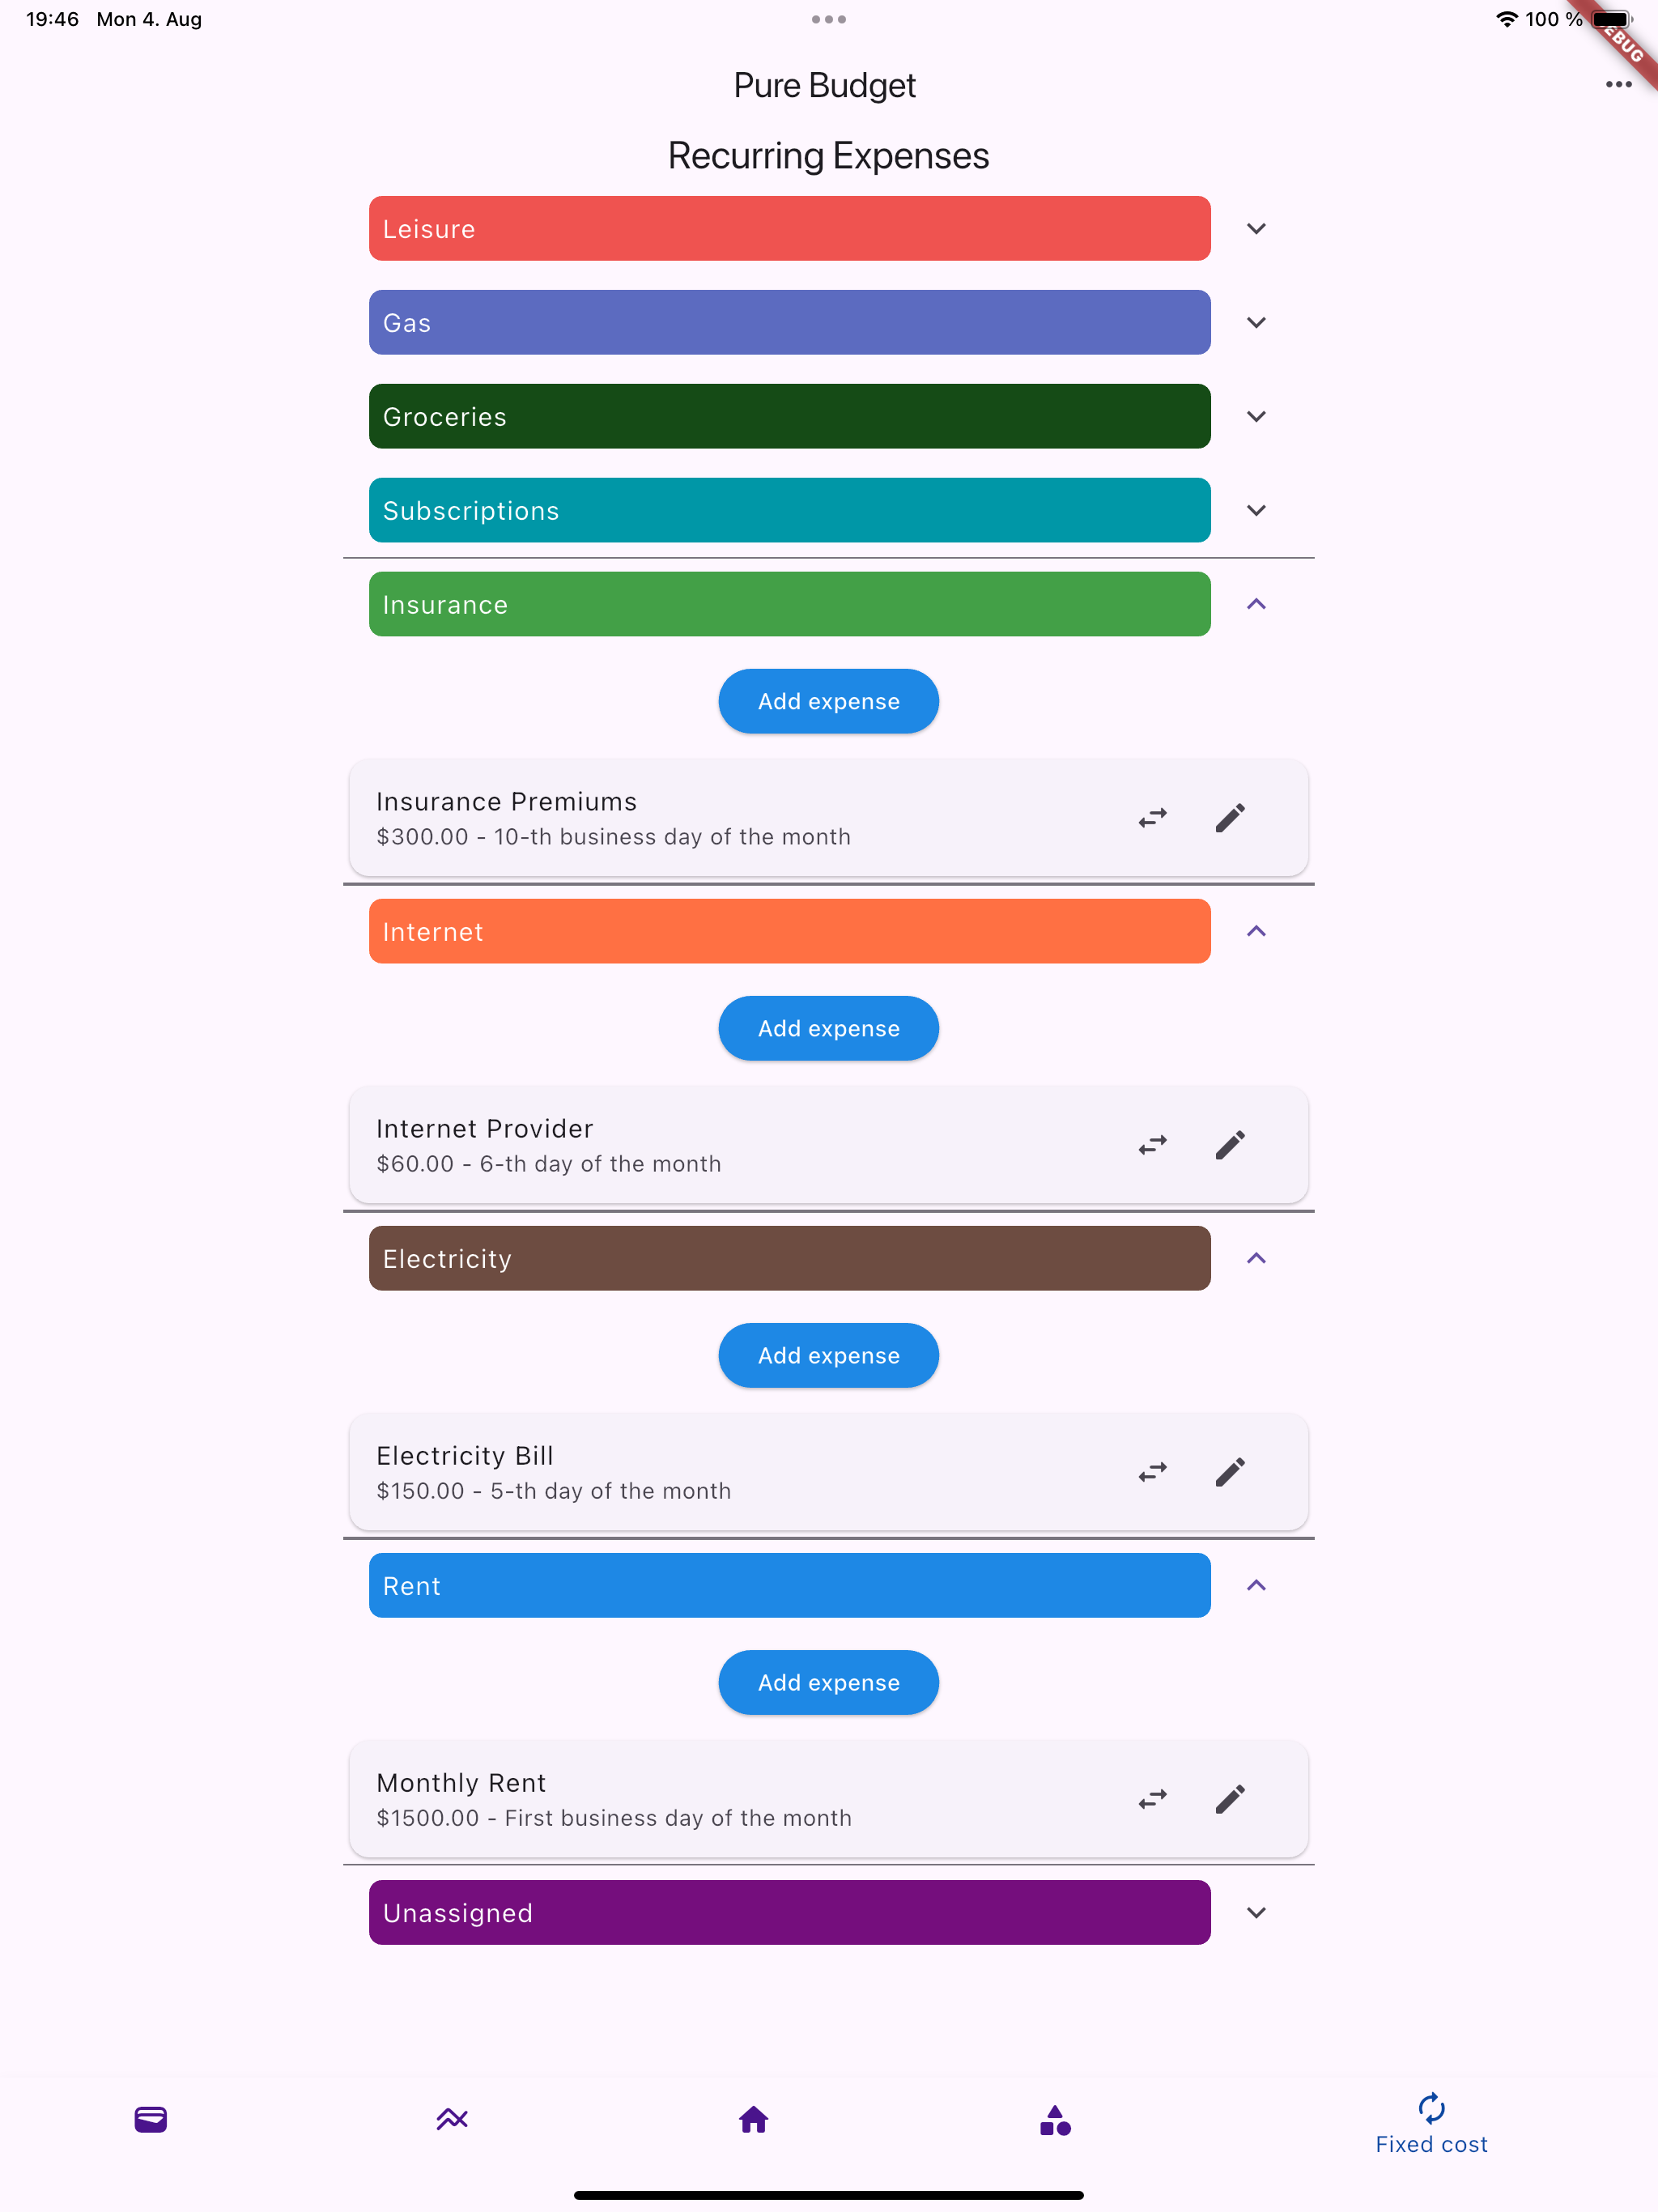 19:46 Mon 4. Aug
100 %
Pure Budget
Recurring Expenses
Leisure
Gas
Groceries
Subscriptions
Insurance
Add expense
Insurance Premiums
$300.00 - 10-th business day of the month
Internet
Add expense
Internet Provider
$60.00 - 6-th day of the month
Electricity
Add expense
Electricity Bill
$150.00 - 5-th day of the month
Rent
Add expense
Monthly Rent
$1500.00 - First business day of the month
Unassigned
Fixed cost